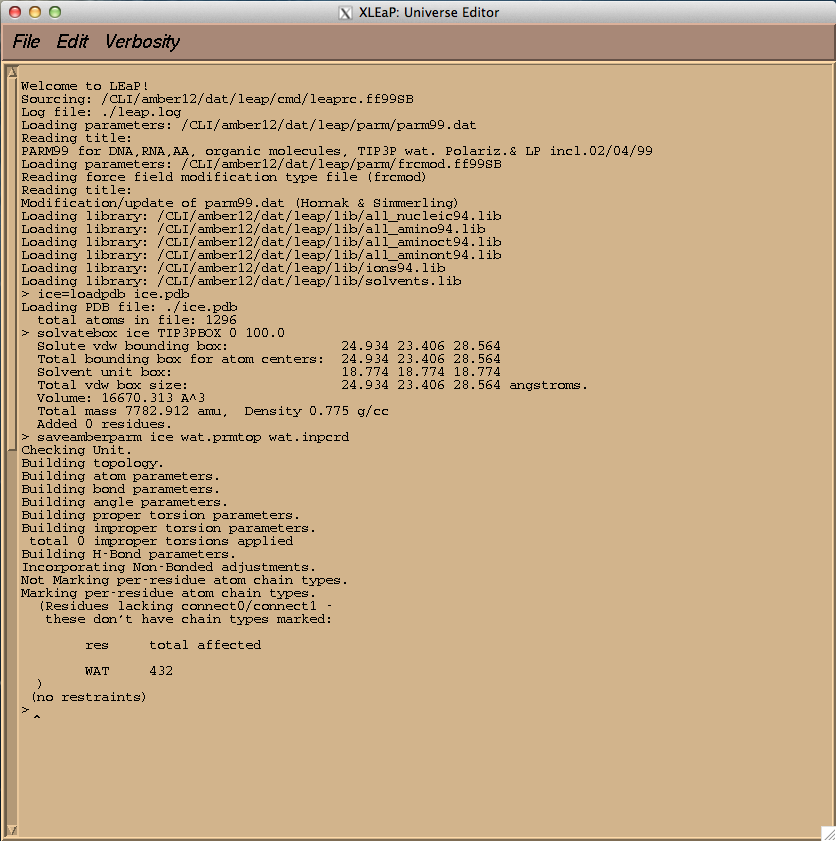 XLEaP: Universe Editor
File Edit Verbosity
Welcome to LEaP!
Sourcing: /CLI/amber12/dat/leap/cmd/leaprc.ff99SB
Log file: ./leap.log
Loading parameters: /CLI/amber12/dat/leap/parm/parm99.dat
Reading title:
PARM99 for DNA,RNA,AA, organic molecules, TIP3P wat. Polariz.& LP incl.02/04/99
Loading parameters: /CLI/amber12/dat/leap/parm/frcmod.ff99SB
Reading force field modification type file (frcmod)
Reading title:
Modification/update of parm99.dat (Hornak & Simmerling)
Loading library: /CLI/amber12/dat/leap/lib/all_nucleic94.lib
Loading library: /CLI/amber12/dat/leap/lib/all_amino94.lib
Loading library: /CLI/amber12/dat/leap/lib/all_aminoct94.lib
Loading library: /CLI/amber12/dat/leap/lib/all_aminont94.lib
Loading library: /CLI/amber12/dat/leap/lib/ions94.lib
Loading library: /CLI/amber12/dat/leap/lib/solvents.lib
> ice=loadpdb ice.pdb
Loading PDB file: ./ice.pdb
  total atoms in file: 1296
> solvatebox ice TIP3PBOX 0 100.0
  Solute vdw bounding box:              24.934 23.406 28.564
  Total bounding box for atom centers:  24.934 23.406 28.564
  Solvent unit box:                     18.774 18.774 18.774
  Total vdw box size:                   24.934 23.406 28.564 angstroms.
  Volume: 16670.313 A^3
  Total mass 7782.912 amu,  Density 0.775 g/cc
  Added 0 residues.
> saveamberparm ice wat.prmtop wat.inpcrd
Checking Unit.
Building topology.
Building atom parameters.
Building bond parameters.
Building angle parameters.
Building proper torsion parameters.
Building improper torsion parameters.
 total 0 improper torsions applied
Building H-Bond parameters.
Incorporating Non-Bonded adjustments.
Not Marking per-residue atom chain types.
Marking per-residue atom chain types.
  (Residues lacking connect0/connect1 -
   these don't have chain types marked:
        res     total affected
        WAT     432
  )
 (no restraints)
>
^